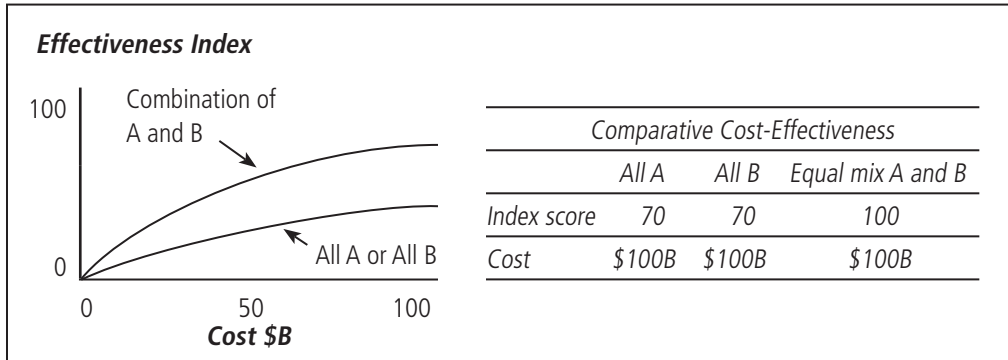 Effectiveness Index
100
Combination of
A and B
All A or All B
0
0 50 100
Cost $B
Comparative Cost-Effectiveness
All A All B Equal mix A and B
Index score 70 70 100
Cost $100B $100B $100B